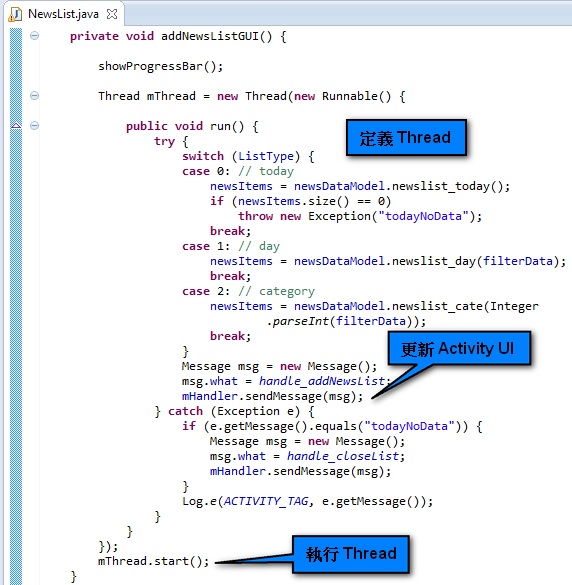 NewsList.java
private void addNewsListGUI() {
showProgressBar();
Thread mThread = new Thread(new Runnable() {
public void run() {
定義 Thread
try {
switch (ListType) {
case 0: // today
newsItems = newsDataModel.newslist_today();
if (newsItems.size() == 0)
throw new Exception("todayNoData");
break;
case 1: // day
newsItems = newsDataModel.newslist_day(filterData);
break;
case 2: // category
newsItems = newsDataModel.newslist_cate(Integer
.parseInt(filterData));
break;
更新 Activity UI
}
Message msg = new Message();
msg.what = handle_addNewsList;
mHandler.sendMessage(msg);
} catch (Exception e) {
if (e.getMessage().equals("todayNoData")) {
Message msg = new Message();
msg.what = handle_closeList;
mHandler.sendMessage(msg);
}
Log.e(ACTIVITY_TAG, e.getMessage());
}
}
});
mThread.start();
執行 Thread
}